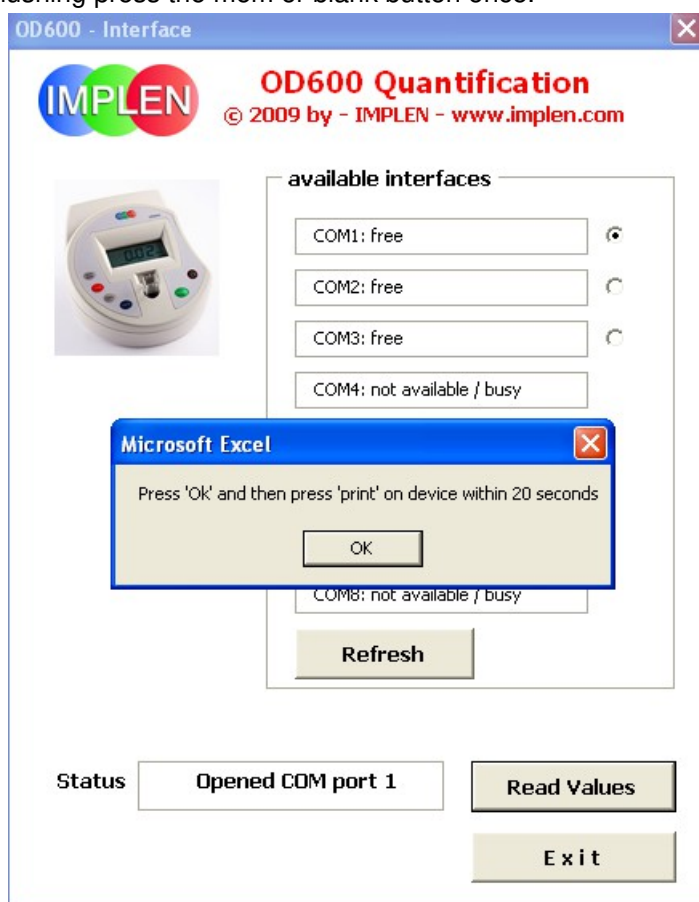 OD600 - Interface
IMPLEN
OD600 Quantification
© 2009 by - IMPLEN - www.implen.com
available interfaces
0.02
COM1: free
COM2: free
COM3: free
COM4: not available / busy
Microsoft Excel
Press 'Ok' and then press 'print' on device within 20 seconds
OK
COM8: not available / busy
Refresh
Status
Opened COM port 1
Read Values
Exit